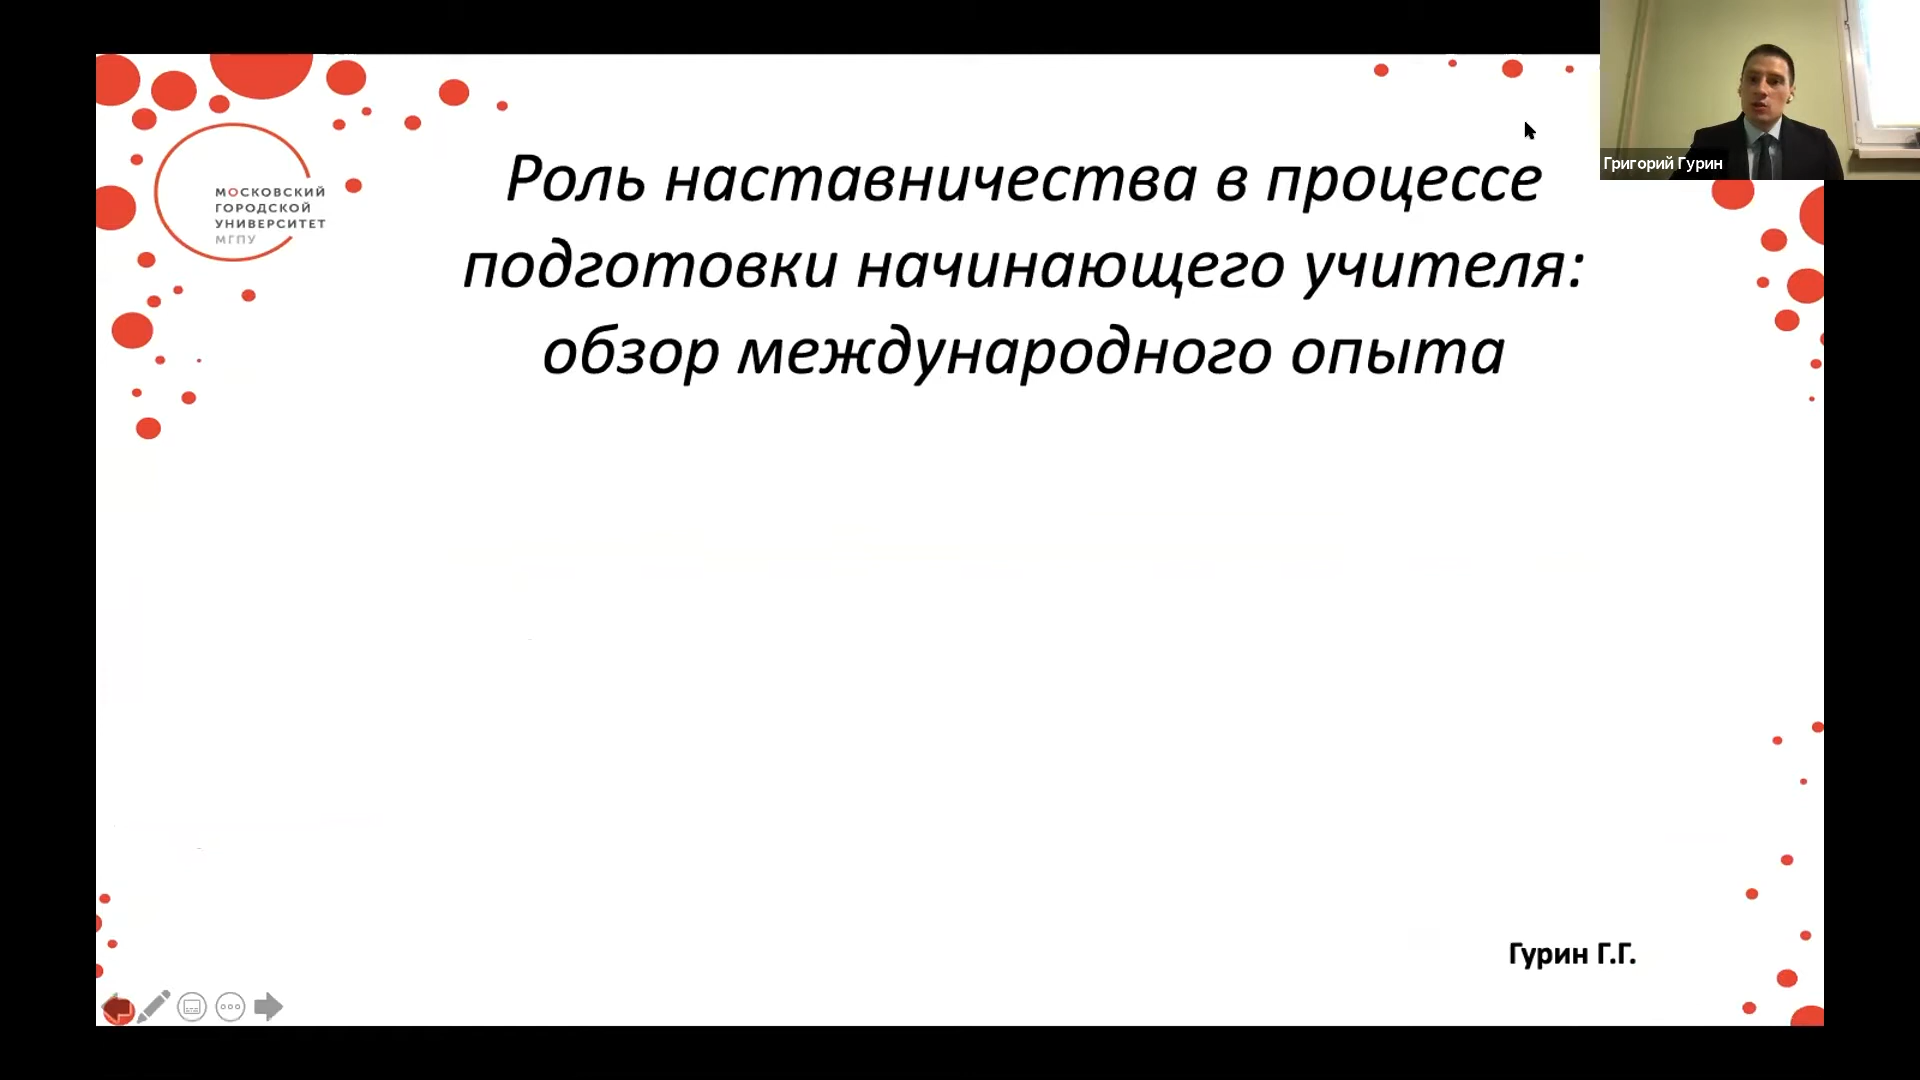 МОСКОВСКИЙ
ГОРОДСКОЙ
УНИВЕРСИТЕТ
МГПУ
Роль наставничества в процессе
подготовки начинающего учителя:
обзор международного опыта
Григорий Гурин
Гурин Г.Г.